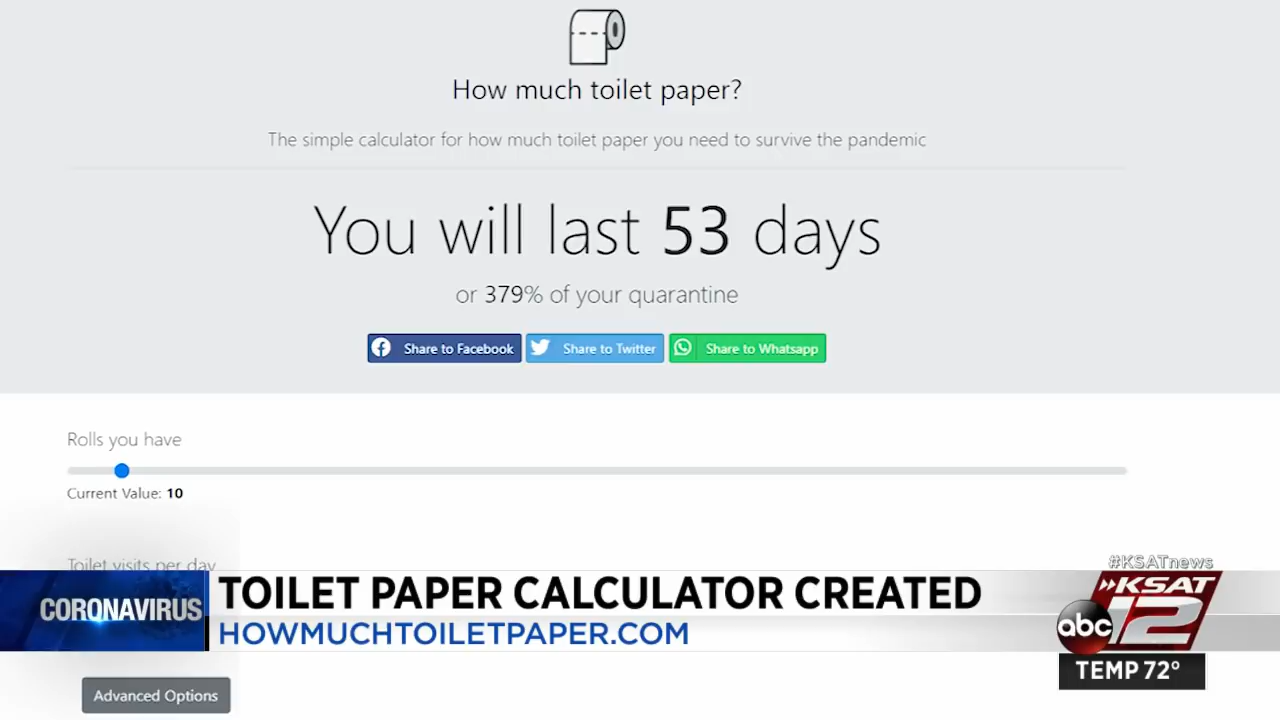 How much toilet paper?
The simple calculator for how much toilet paper you need to survive the pandemic
You will last 53 days
or 379% of your quarantine
Share to Facebook
Share to Twitter
Share to Whatsapp
Rolls you have
Current Value: 10
Toilet visits per day
#KSATnews
CORONAVIRUS
TOILET PAPER CALCULATOR CREATED
HOWMUCHTOILETPAPER.COM
KSAT
abc 12
TEMP 72°
Advanced Options